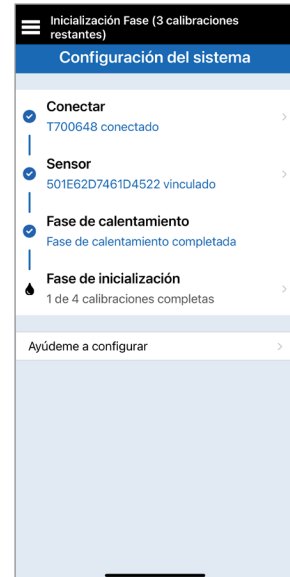 Inicialización Fase (3 calibraciones
restantes)
Configuración del sistema
Conectar
T700648 conectado
Sensor
501E62D7461D4522 vinculado
Fase de calentamiento
Fase de calentamiento completada
Fase de inicialización
1 de 4 calibraciones completas
Ayúdeme a configurar